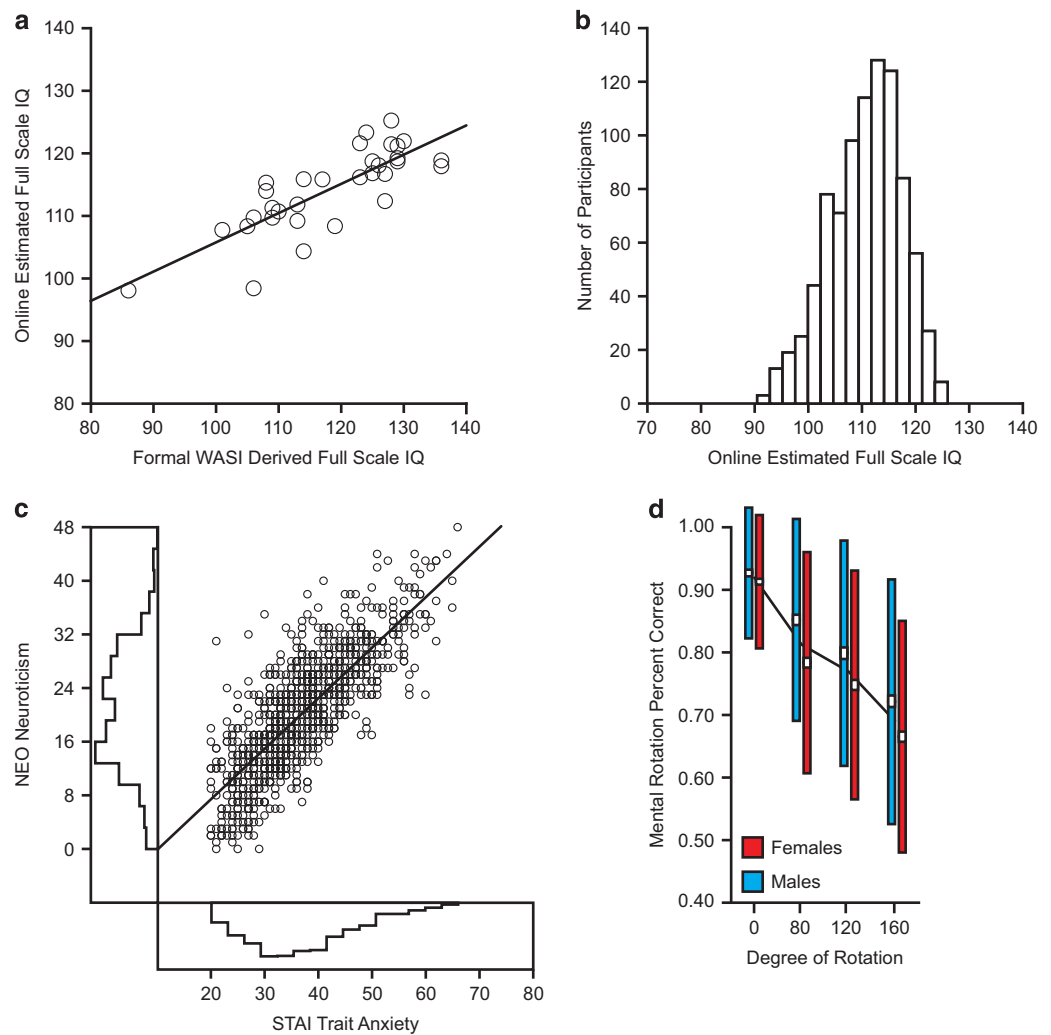 a
140
130
120
110
100
90
80
Online Estimated Full Scale IQ
80 90 100 110 120 130 140
Formal WASI Derived Full Scale IQ
b
140
120
100
80
60
40
20
0
Number of Participants
70 80 90 100 110 120 130 140
Online Estimated Full Scale IQ
c
48
40
32
24
16
8
0
NEO Neuroticism
20 30 40 50 60 70 80
STAI Trait Anxiety
d
1.00
0.90
0.80
0.70
0.60
0.50
0.40
Mental Rotation Percent Correct
Females
Males
0 80 120 160
Degree of Rotation